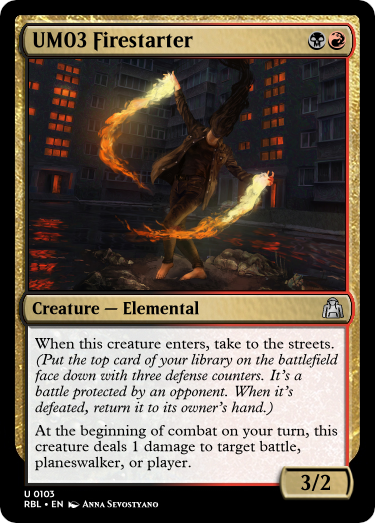 UM03 Firestarter
Creature — Elemental
When this creature enters, take to the streets.
(Put the top card of your library on the battlefield
face down with three defense counters. It's a
battle protected by an opponent. When it's
defeated, return it to its owner's hand.)
At the beginning of combat on your turn, this
creature deals 1 damage to target battle,
planeswalker, or player.
3/2
U 0103
RBL • EN Anna Sevostyano